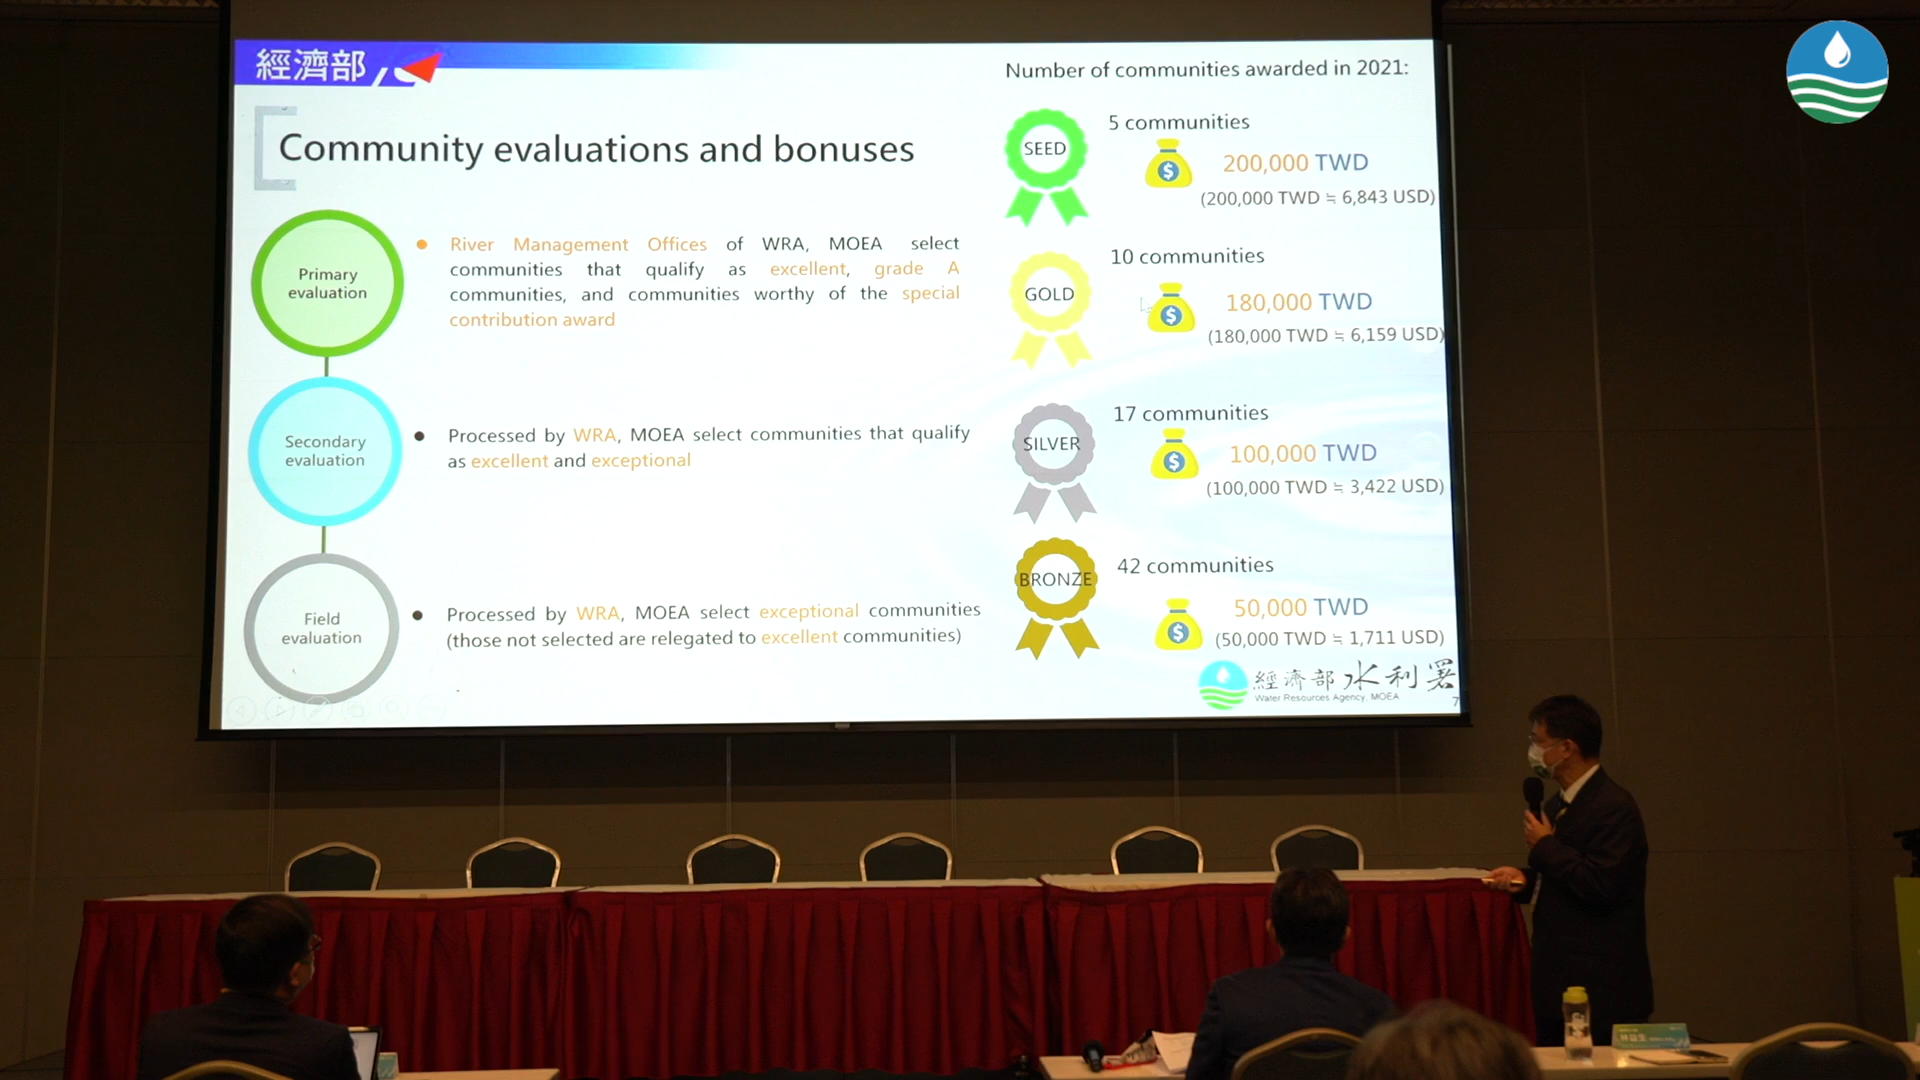 經濟部
Community evaluations and bonuses
Primary
evaluation
River Management Offices of WRA, MOEA select
communities that qualify as excellent, grade A
communities, and communities worthy of the special
contribution award
Secondary
evaluation
Processed by WRA, MOEA select communities that qualify
as excellent and exceptional
Field
evaluation
Processed by WRA, MOEA select exceptional communities
(those not selected are relegated to excellent communities)
Number of communities awarded in 2021:
SEED
5 communities
$
200,000 TWD
(200,000 TWD ≒ 6,843 USD)
GOLD
10 communities
$
180,000 TWD
(180,000 TWD ≒ 6,159 USD)
SILVER
17 communities
$
100,000 TWD
(100,000 TWD ≒ 3,422 USD)
BRONZE
42 communities
$
50,000 TWD
(50,000 TWD ≒ 1,711 USD)
經濟部水利署
Water Resources Agency, MOEA
7